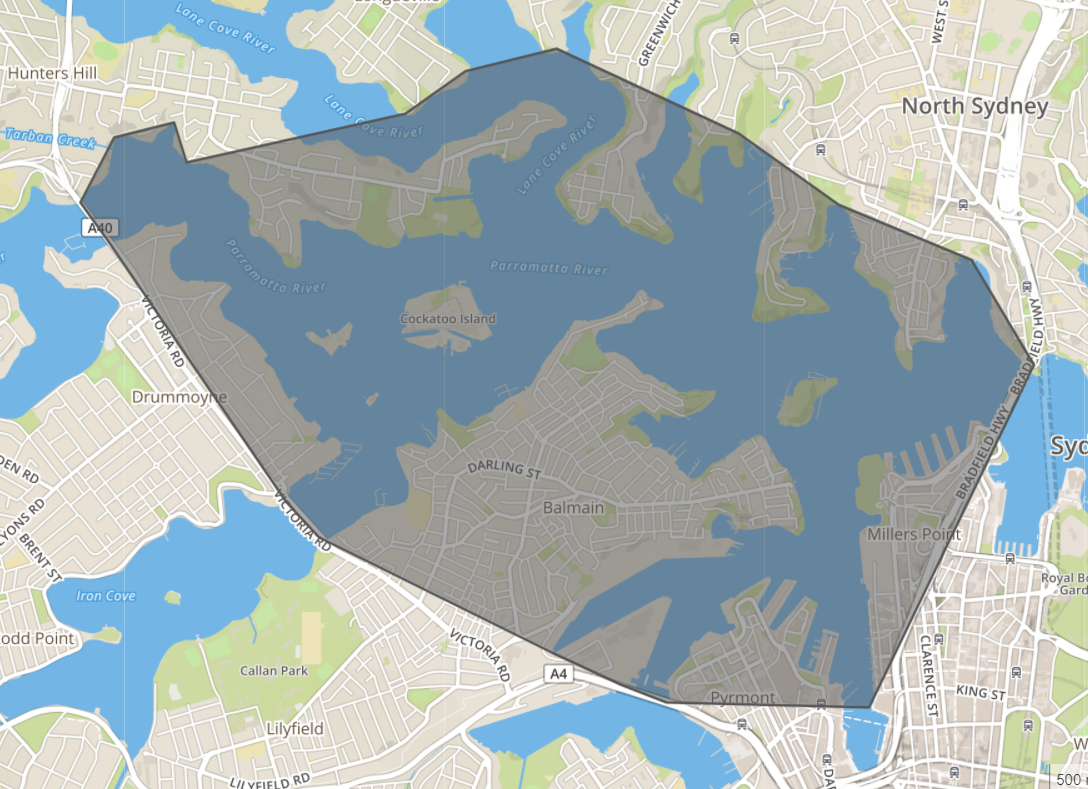 Lane Cove River
GREENWICH
WEST S
Hunters Hill
North Sydney
Lane Cove River
Tarban Creek
Lane Cove River
A40
Parramatta River
Parramatta River
Cockatoo Island
VICTORIA RD
BRADFIELD HWY
BRADFIELD HWY
Drummoyne
Syd
DEN RD
DARLING ST
LYONS RD
Balmain
VICTORIA RD
Millers Point
BRENT ST
Royal Bo
Gard
Iron Cove
odd Point
VICTORIA RD
Callan Park
A4
CLARENCE ST
KING ST
Pyrmont
Lilyfield
W
LILYFIELD RD
DAR
500